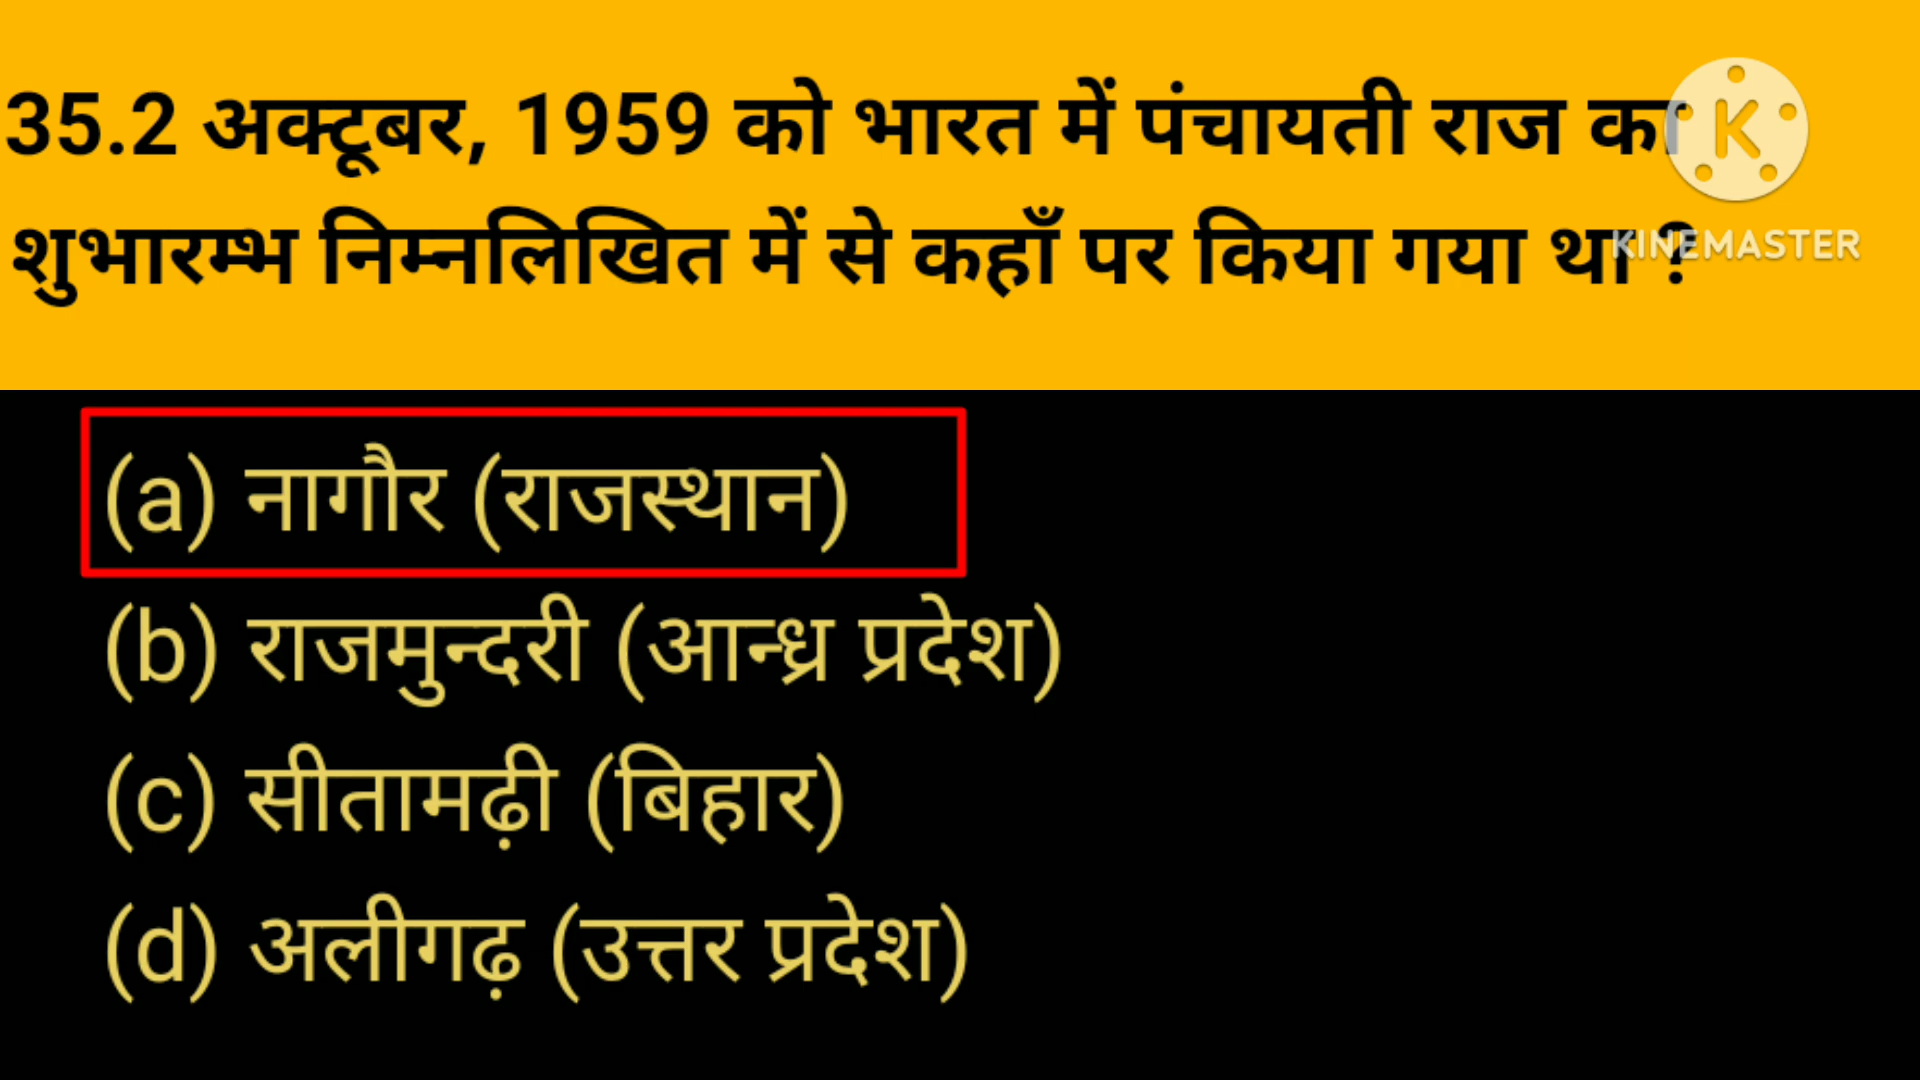 35.2 अक्टूबर, 1959 को भारत में पंचायती राज का
शुभारम्भ निम्नलिखित में से कहाँ पर किया गया था ?
K
KINEMASTER
(a) नागौर (राजस्थान)
(b) राजमुन्दरी (आन्ध्र प्रदेश)
(c) सीतामढ़ी (बिहार)
(d) अलीगढ़ (उत्तर प्रदेश)